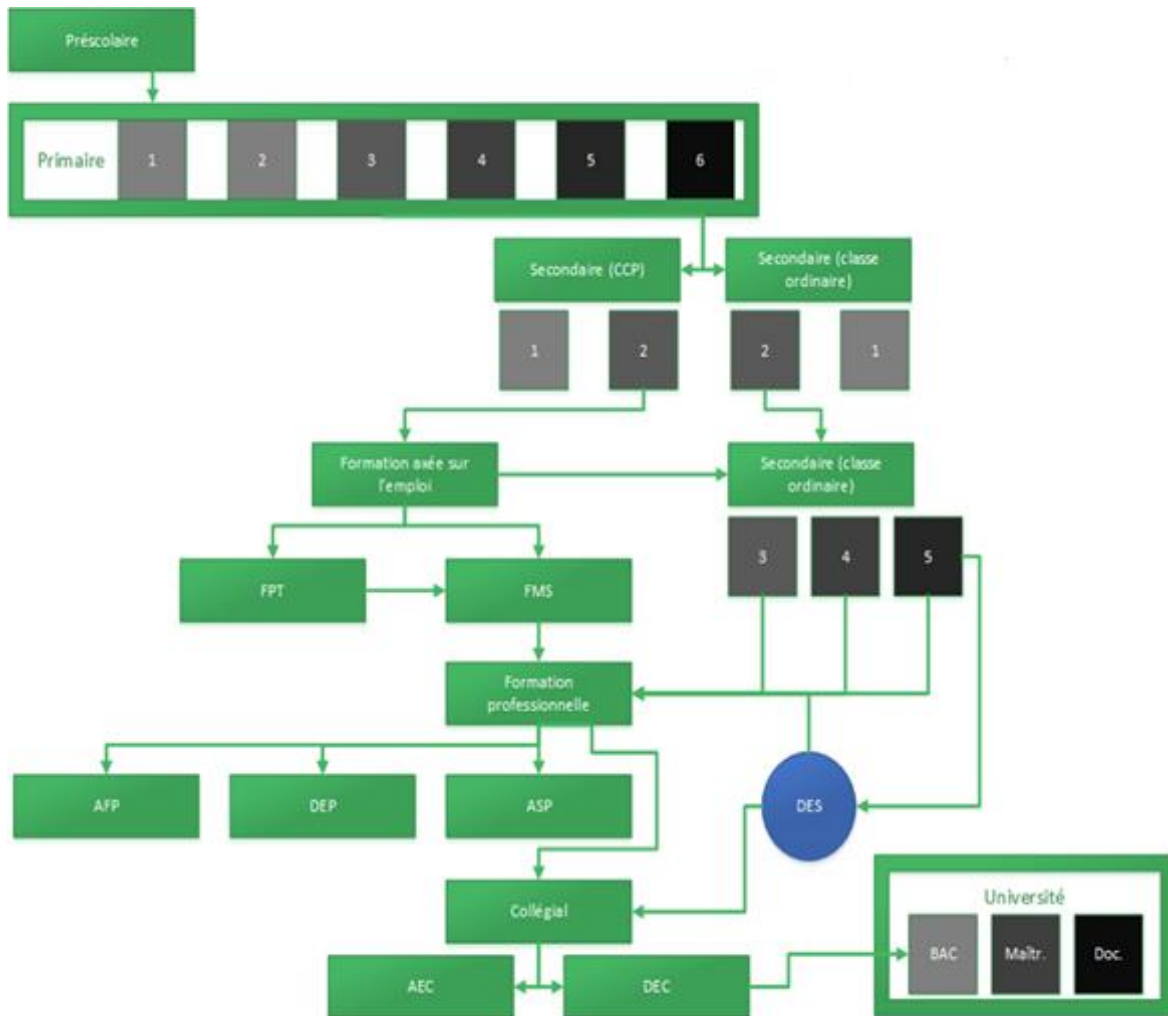 Préscolaire
Primaire
1
2
3
4
5
6
Secondaire (CCP)
Secondaire (classe
ordinaire)
1
2
2
1
Formation axée sur
l'emploi
Secondaire (classe
ordinaire)
3
4
5
FPT
FMS
Formation
professionnelle
AFP
DEP
ASP
DES
Collégial
Université
BAC
Maîtr.
Doc.
AEC
DEC